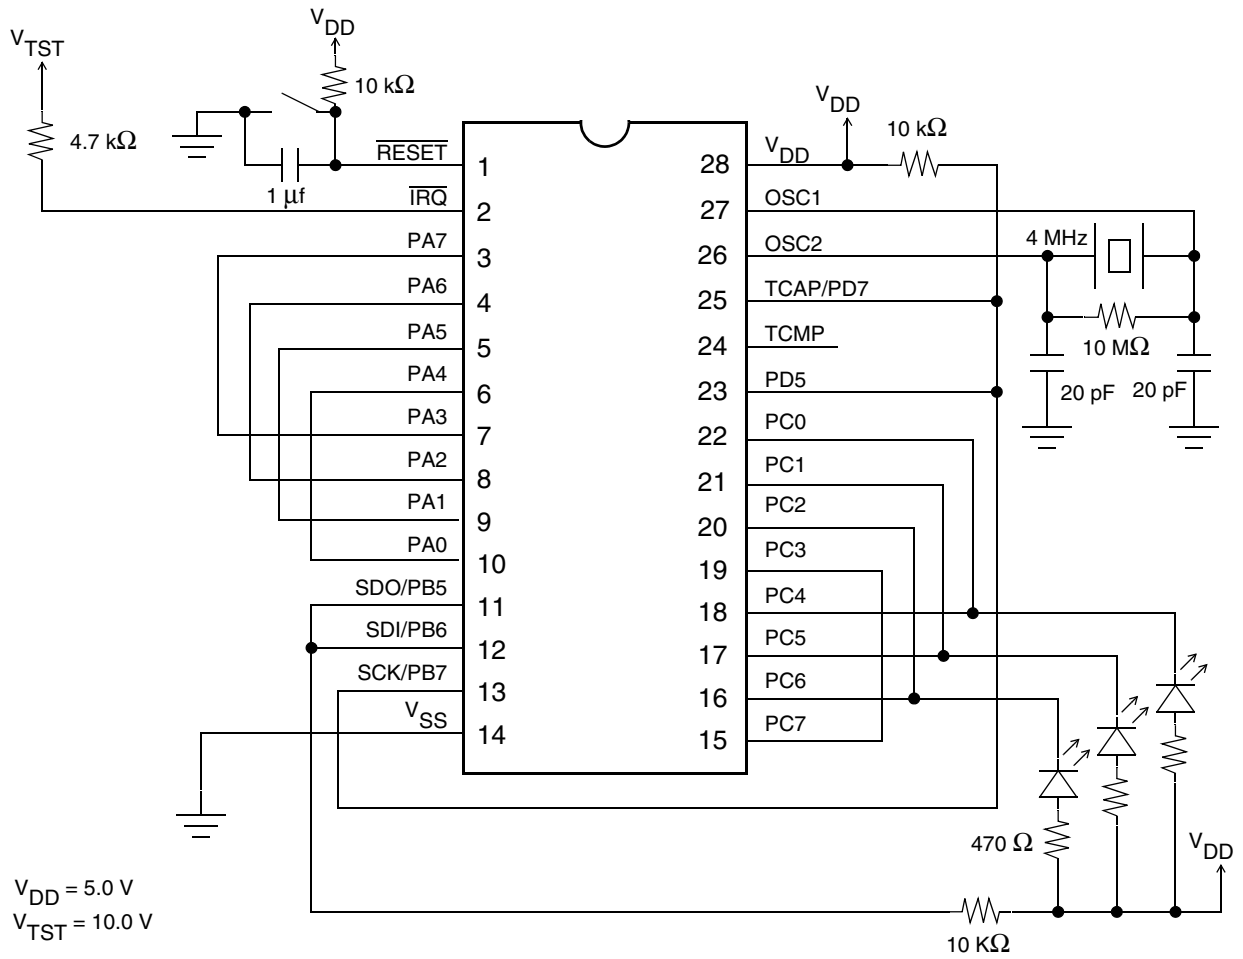 VTST
VDD
10 kΩ
4.7 kΩ
1 µf
RESET
IRQ
PA7
PA6
PA5
PA4
PA3
PA2
PA1
PA0
SDO/PB5
SDI/PB6
SCK/PB7
VSS
1
2
3
4
5
6
7
8
9
10
11
12
13
14
28
27
26
25
24
23
22
21
20
19
18
17
16
15
VDD
OSC1
OSC2
TCAP/PD7
TCMP
PD5
PC0
PC1
PC2
PC3
PC4
PC5
PC6
PC7
VDD
10 kΩ
4 MHz
10 MΩ
20 pF
20 pF
470 Ω
VDD
10 KΩ
VDD = 5.0 V
VTST = 10.0 V